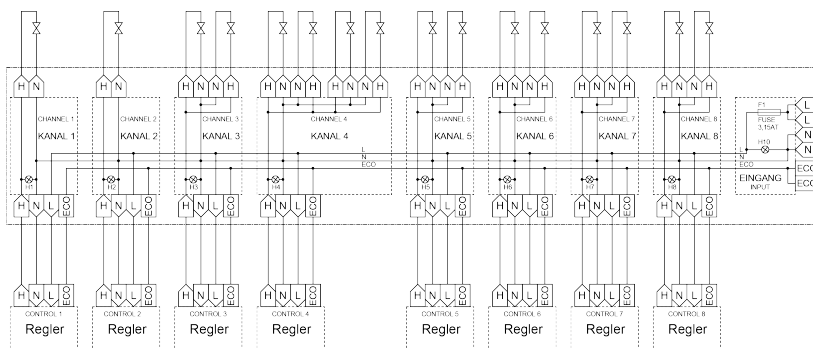 H N H N H N N H H N N H H N N H H N N H H N N H H N N H H N N H
CHANNEL 1 CHANNEL 2 CHANNEL 3 CHANNEL 4 CHANNEL 5 CHANNEL 6 CHANNEL 7 CHANNEL 8 F1 L
KANAL 1 KANAL 2 KANAL 3 KANAL 4 KANAL 5 KANAL 6 KANAL 7 KANAL 8 FUSE L
3,15AT N
L L H10 N
N N
ECO ECO ECO
H1 H2 H3 H4 H5 H6 H7 H8 EINGANG ECO
INPUT
H N L ECO H N L ECO H N L ECO H N L ECO H N L ECO H N L ECO H N L ECO H N L ECO
H N L ECO H N L ECO H N L ECO H N L ECO H N L ECO H N L ECO H N L ECO H N L ECO
CONTROL 1 CONTROL 2 CONTROL 3 CONTROL 4 CONTROL 5 CONTROL 6 CONTROL 7 CONTROL 8
Regler Regler Regler Regler Regler Regler Regler Regler